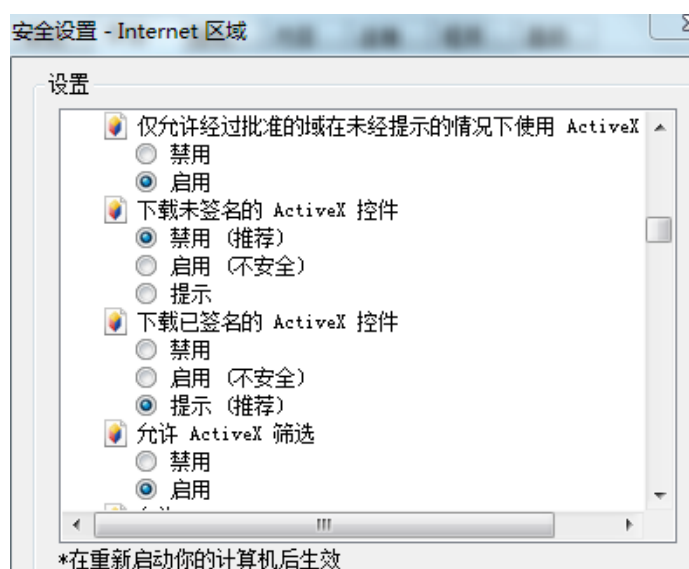 安全设置 - Internet 区域
设置
仅允许经过批准的域在未经提示的情况下使用 ActiveX
禁用
启用
下载未签名的 ActiveX 控件
禁用 (推荐)
启用 (不安全)
提示
下载已签名的 ActiveX 控件
禁用
启用 (不安全)
提示 (推荐)
允许 ActiveX 筛选
禁用
启用
*在重新启动你的计算机后生效